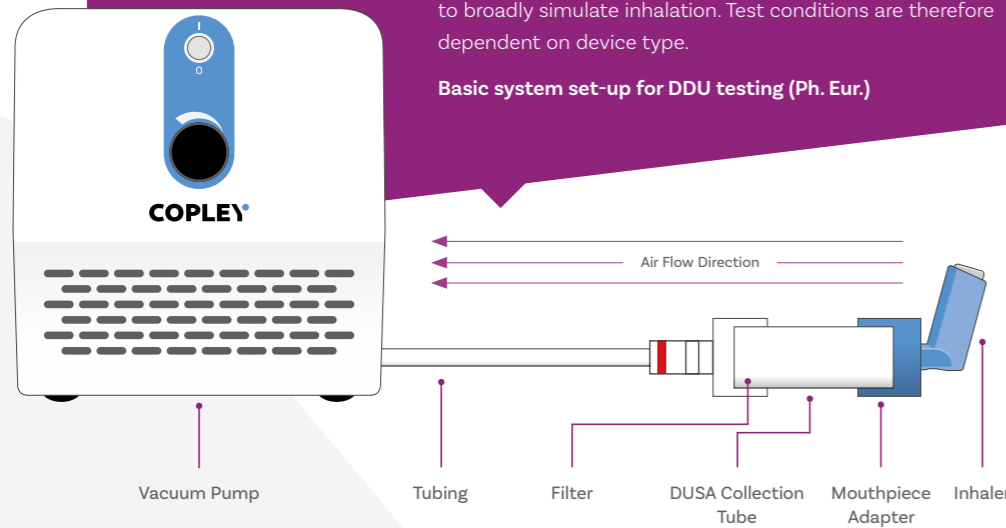 to broadly simulate inhalation. Test conditions are therefore
dependent on device type.
Basic system set-up for DDU testing (Ph. Eur.)
I
0
COPLEY
Air Flow Direction
Vacuum Pump
Tubing
Filter
DUSA Collection
Tube
Mouthpiece
Adapter
Inhaler